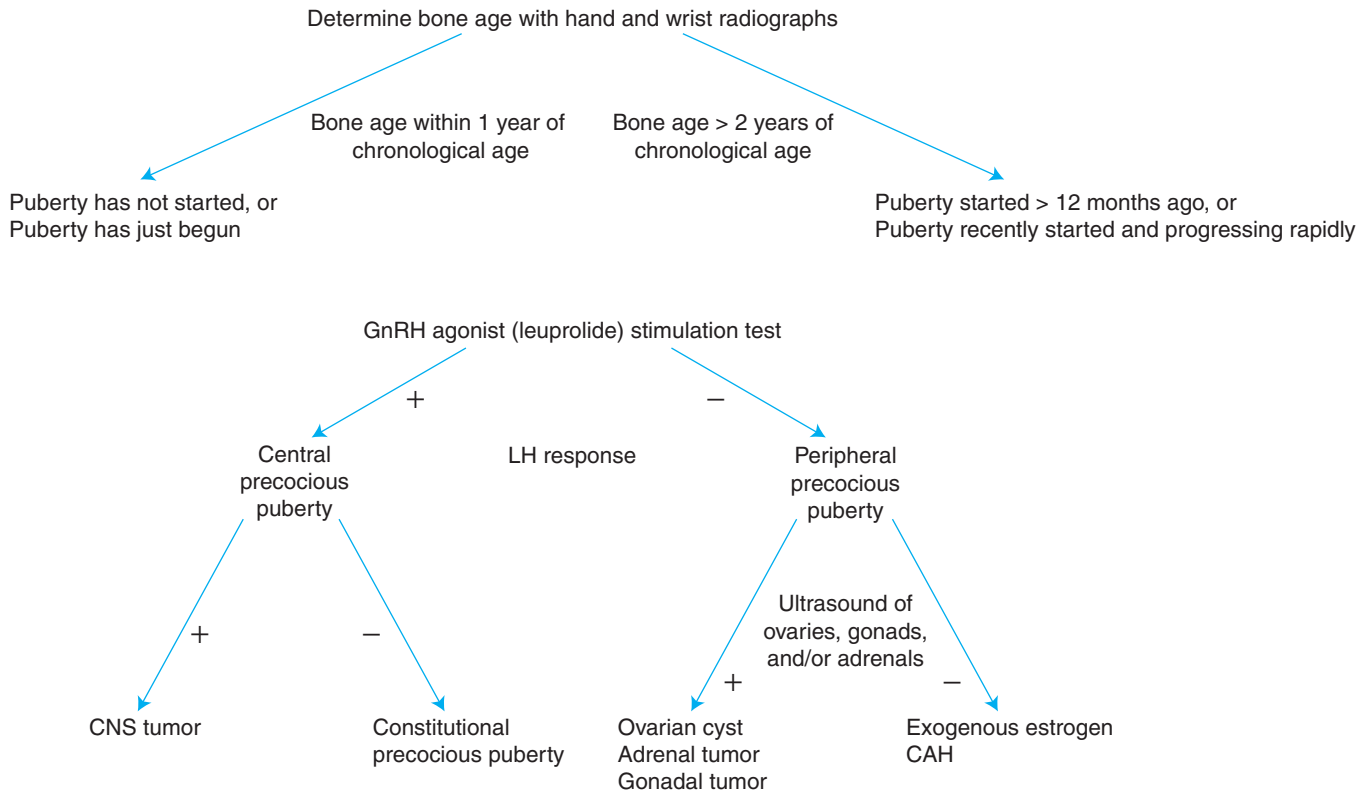 Determine bone age with hand and wrist radiographs
Bone age within 1 year of
chronological age
Bone age > 2 years of
chronological age
Puberty has not started, or
Puberty has just begun
Puberty started > 12 months ago, or
Puberty recently started and progressing rapidly
GnRH agonist (leuprolide) stimulation test
+
−
Central
precocious
puberty
LH response
Peripheral
precocious
puberty
+
−
Ultrasound of
ovaries, gonads,
and/or adrenals
+
−
CNS tumor
Constitutional
precocious puberty
Ovarian cyst
Adrenal tumor
Gonadal tumor
Exogenous estrogen
CAH